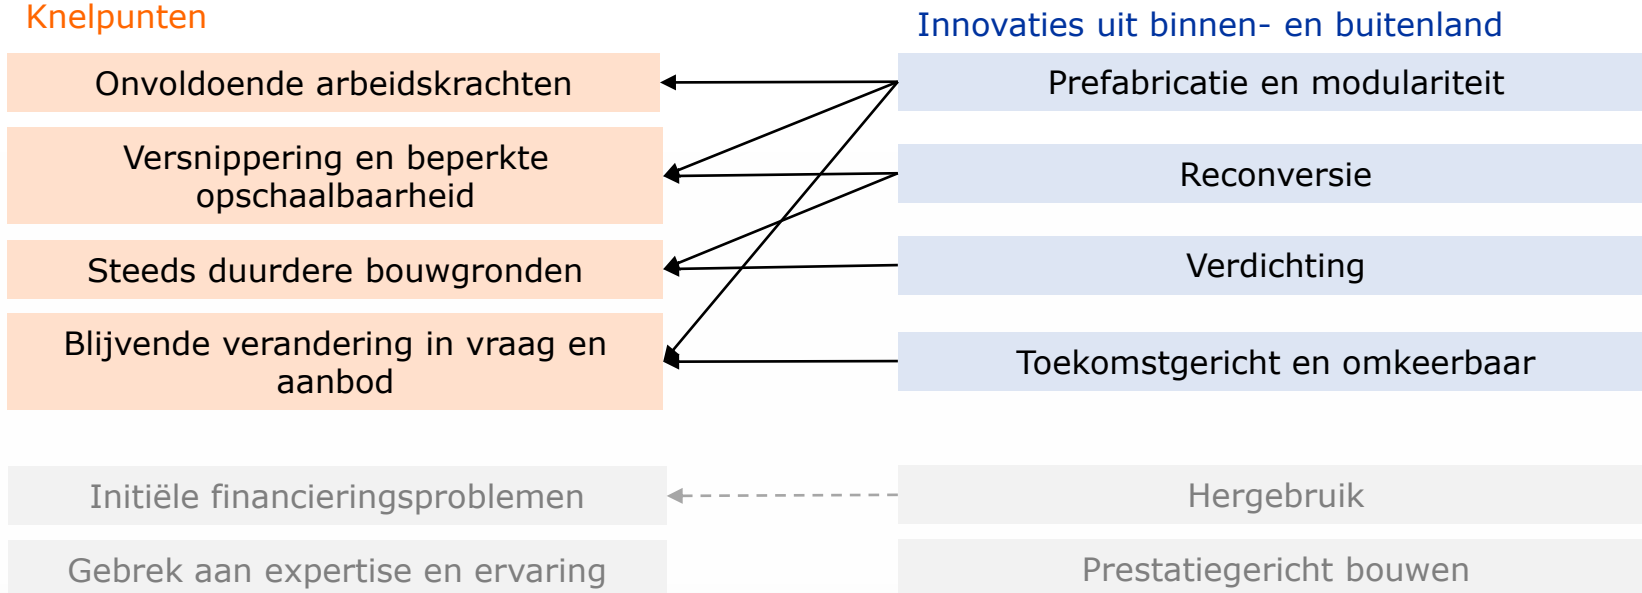 Knelpunten
Innovaties uit binnen- en buitenland
Onvoldoende arbeidskrachten
Prefabricatie en modulariteit
Versnippering en beperkte
opschaalbaarheid
Reconversie
Steeds duurdere bouwgronden
Verdichting
Blijvende verandering in vraag en
aanbod
Toekomstgericht en omkeerbaar
Initiële financieringsproblemen
Hergebruik
Gebrek aan expertise en ervaring
Prestatiegericht bouwen